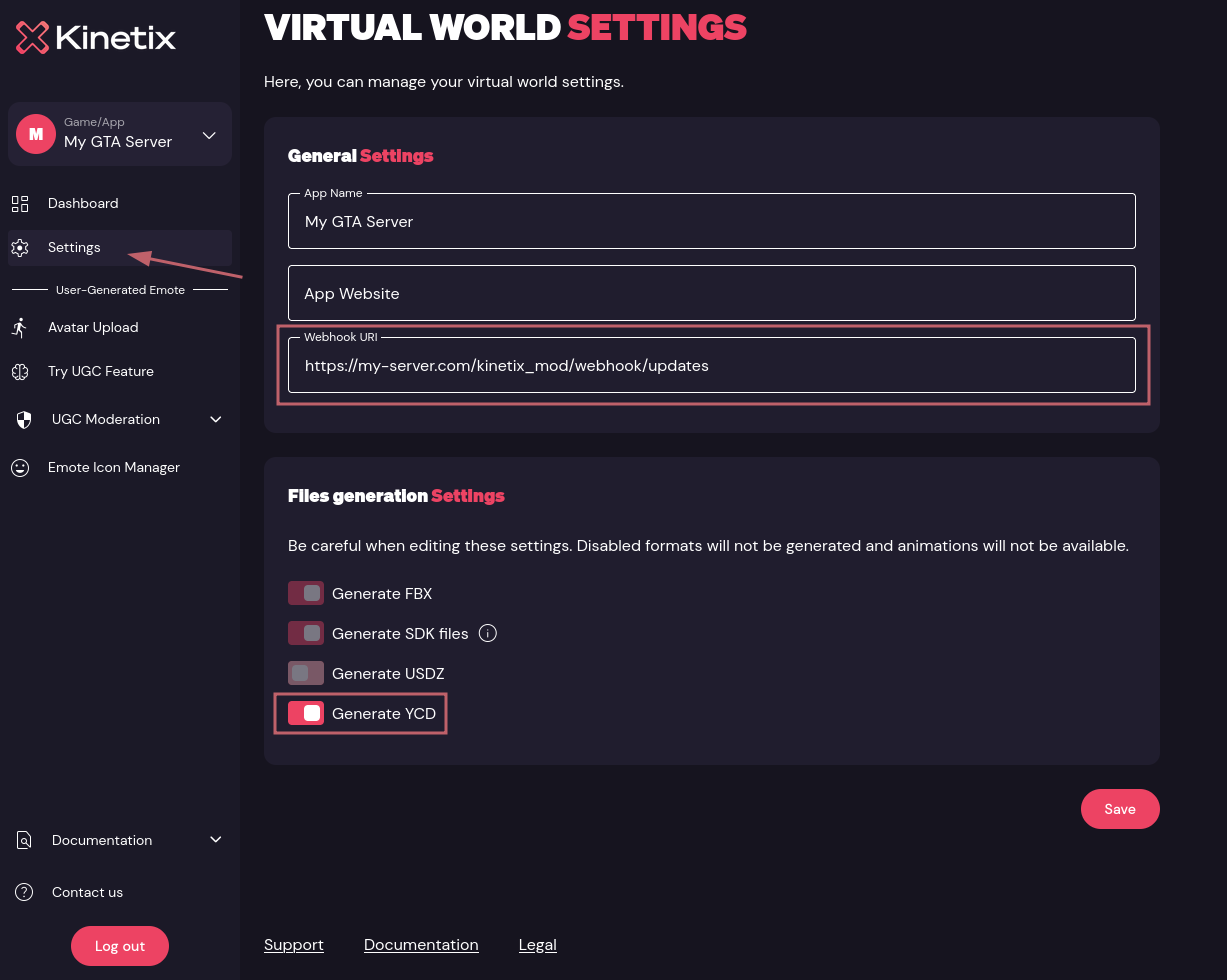 Kinetix
M
Game/App
My GTA Server
Dashboard
Settings
User-Generated Emote
Avatar Upload
Try UGC Feature
UGC Moderation
Emote Icon Manager
Documentation
Contact us
Log out
VIRTUAL WORLD SETTINGS
Here, you can manage your virtual world settings.
General Settings
App Name
My GTA Server
App Website
Webhook URI
https://my-server.com/kinetix_mod/webhook/updates
Files generation Settings
Be careful when editing these settings. Disabled formats will not be generated and animations will not be available.
Generate FBX
Generate SDK files
Generate USDZ
Generate YCD
Save
Support Documentation Legal